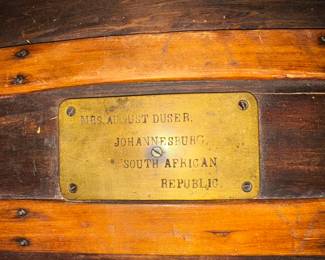 MRS. AUGUST DUSER,
JOHANNESBURG,
SOUTH AFRICAN
REPUBLIC.